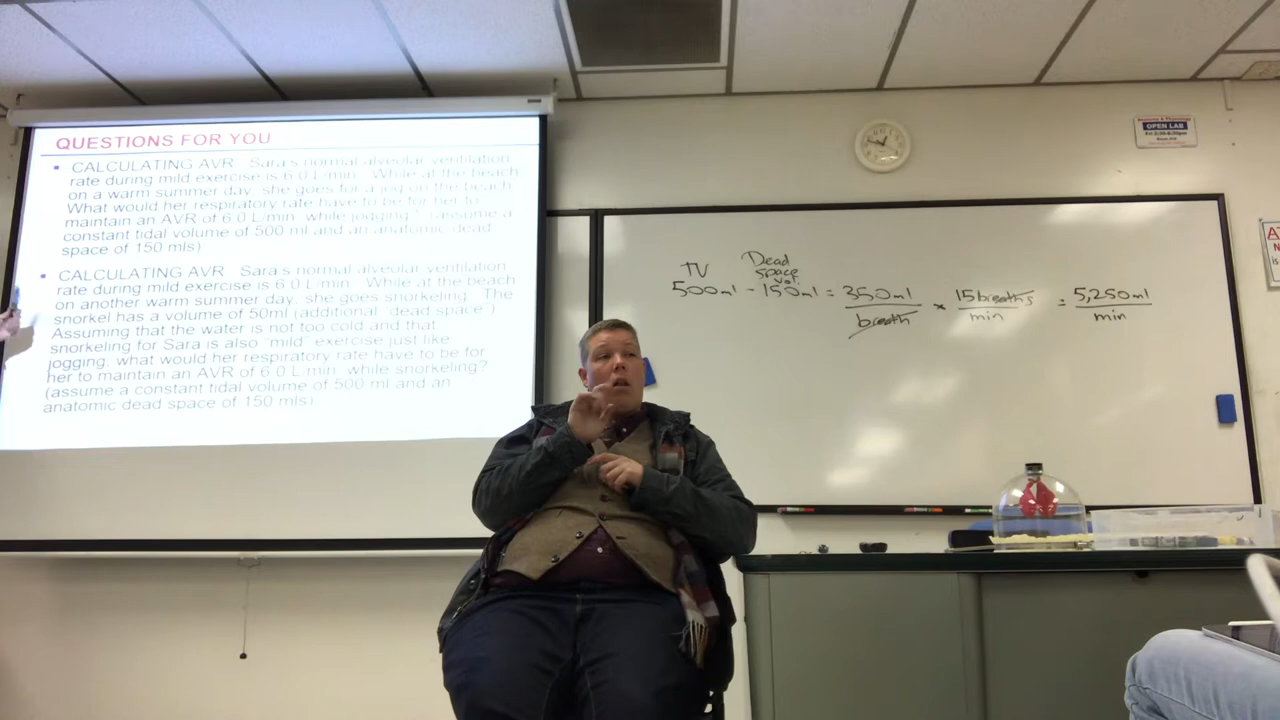 QUESTIONS FOR YOU
CALCULATING AVR Sara's normal alveolar ventilation
rate during mild exercise is 6.0 L/min. While at the beach
on a warm summer day, she goes for a jog on the beach.
What would her respiratory rate have to be for her to
maintain an AVR of 6.0 L/min. while jogging? (assume a
constant tidal volume of 500 ml and an anatomic dead
space of 150 mls)
CALCULATING AVR Sara's normal alveolar ventilation
rate during mild exercise is 6.0 L/min. While at the beach
on another warm summer day, she goes snorkeling. The
snorkel has a volume of 50ml (additional "dead space")
Assuming that the water is not too cold and that
snorkeling for Sara is also "mild" exercise just like
jogging, what would her respiratory rate have to be for
her to maintain an AVR of 6.0 L.min. while snorkeling?
(assume a constant tidal volume of 500 ml and an
anatomic dead space of 150 mls)
TV Dead
space
vol.
500ml - 150ml = 350ml × 15 breaths = 5,250ml
breath min min
OPEN LAB